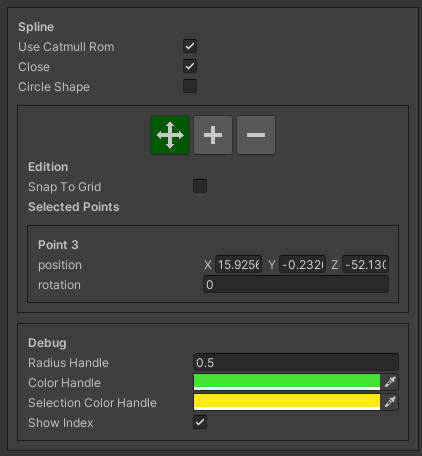 Spline
Use Catmull Rom
Close
Circle Shape
Edition
Snap To Grid
Selected Points
Point 3
position X 15.9256 Y -0.2326 Z -52.130
rotation 0
Debug
Radius Handle 0.5
Color Handle
Selection Color Handle
Show Index